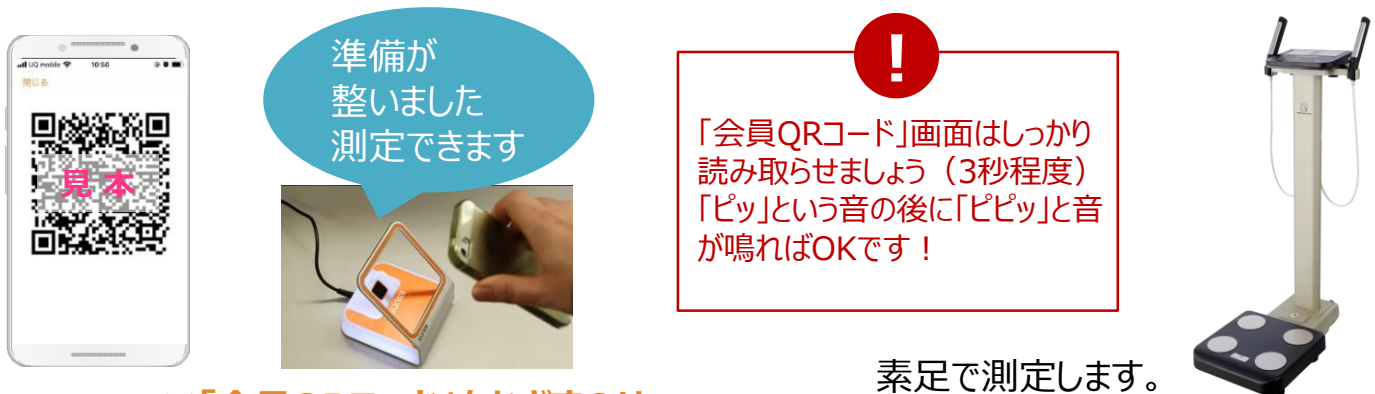 UQ mobile 10:50
閉じる
見本
準備が
整いました
測定できます
!
「会員QRコード」画面はしっかり
読み取らせましょう（3秒程度）
「ピッ」という音の後に「ピピッ」と音
が鳴ればOKです！
素足で測定します。